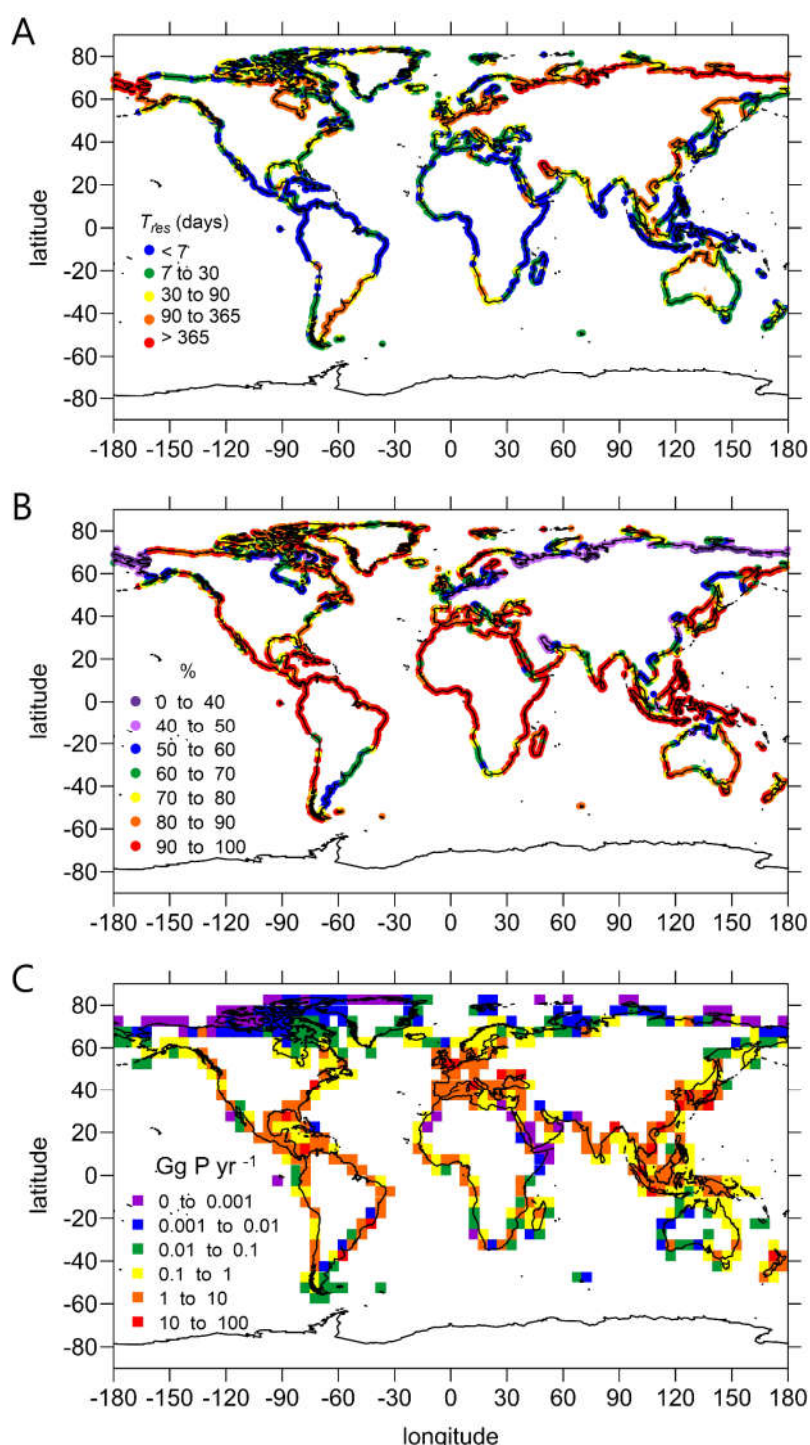 A
80
60
40
20
0
-20
-40
-60
-80
latitude
T_res (days)
< 7
7 to 30
30 to 90
90 to 365
> 365
-180 -150 -120 -90 -60 -30 0 30 60 90 120 150 180
B
80
60
40
20
0
-20
-40
-60
-80
latitude
%
0 to 40
40 to 50
50 to 60
60 to 70
70 to 80
80 to 90
90 to 100
-180 -150 -120 -90 -60 -30 0 30 60 90 120 150 180
C
80
60
40
20
0
-20
-40
-60
-80
latitude
Gg P yr -1
0 to 0.001
0.001 to 0.01
0.01 to 0.1
0.1 to 1
1 to 10
10 to 100
-180 -150 -120 -90 -60 -30 0 30 60 90 120 150 180
longitude